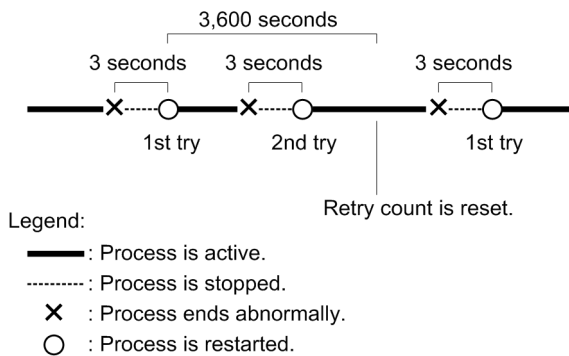 3,600 seconds
3 seconds
3 seconds
3 seconds
1st try
2nd try
1st try
Retry count is reset.
Legend:
: Process is active.
: Process is stopped.
: Process ends abnormally.
: Process is restarted.